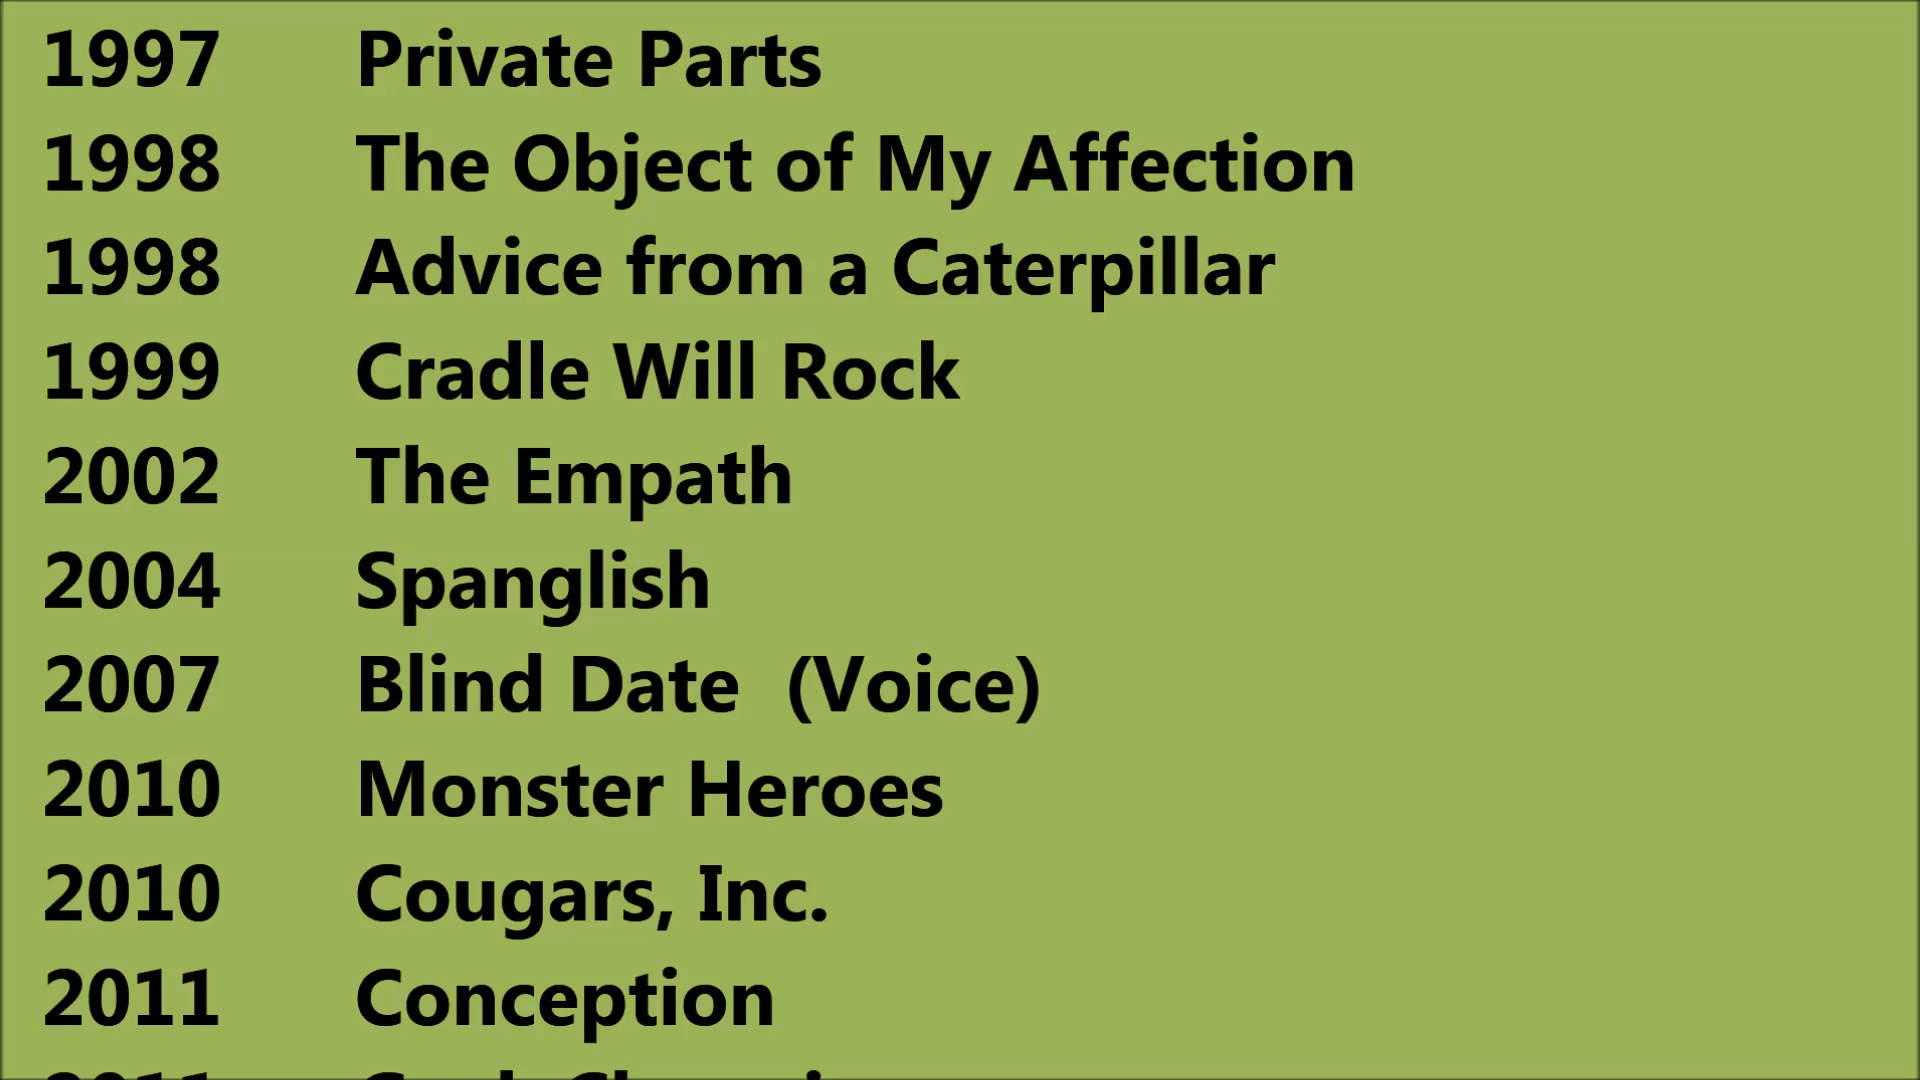 1997 Private Parts
1998 The Object of My Affection
1998 Advice from a Caterpillar
1999 Cradle Will Rock
2002 The Empath
2004 Spanglish
2007 Blind Date (Voice)
2010 Monster Heroes
2010 Cougars, Inc.
2011 Conception
2011